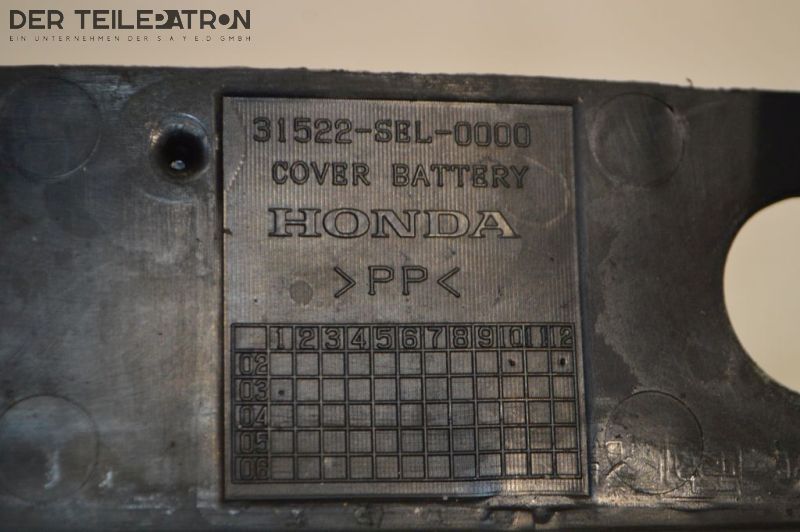 DER TEILEPATRON
EIN UNTERNEHMEN DER S A Y E D GMBH
31522-SEL-0000
COVER BATTERY
HONDA
>PP<
1 2 3 4 5 6 7 8 9 10 11 12
02
03
04
05
06